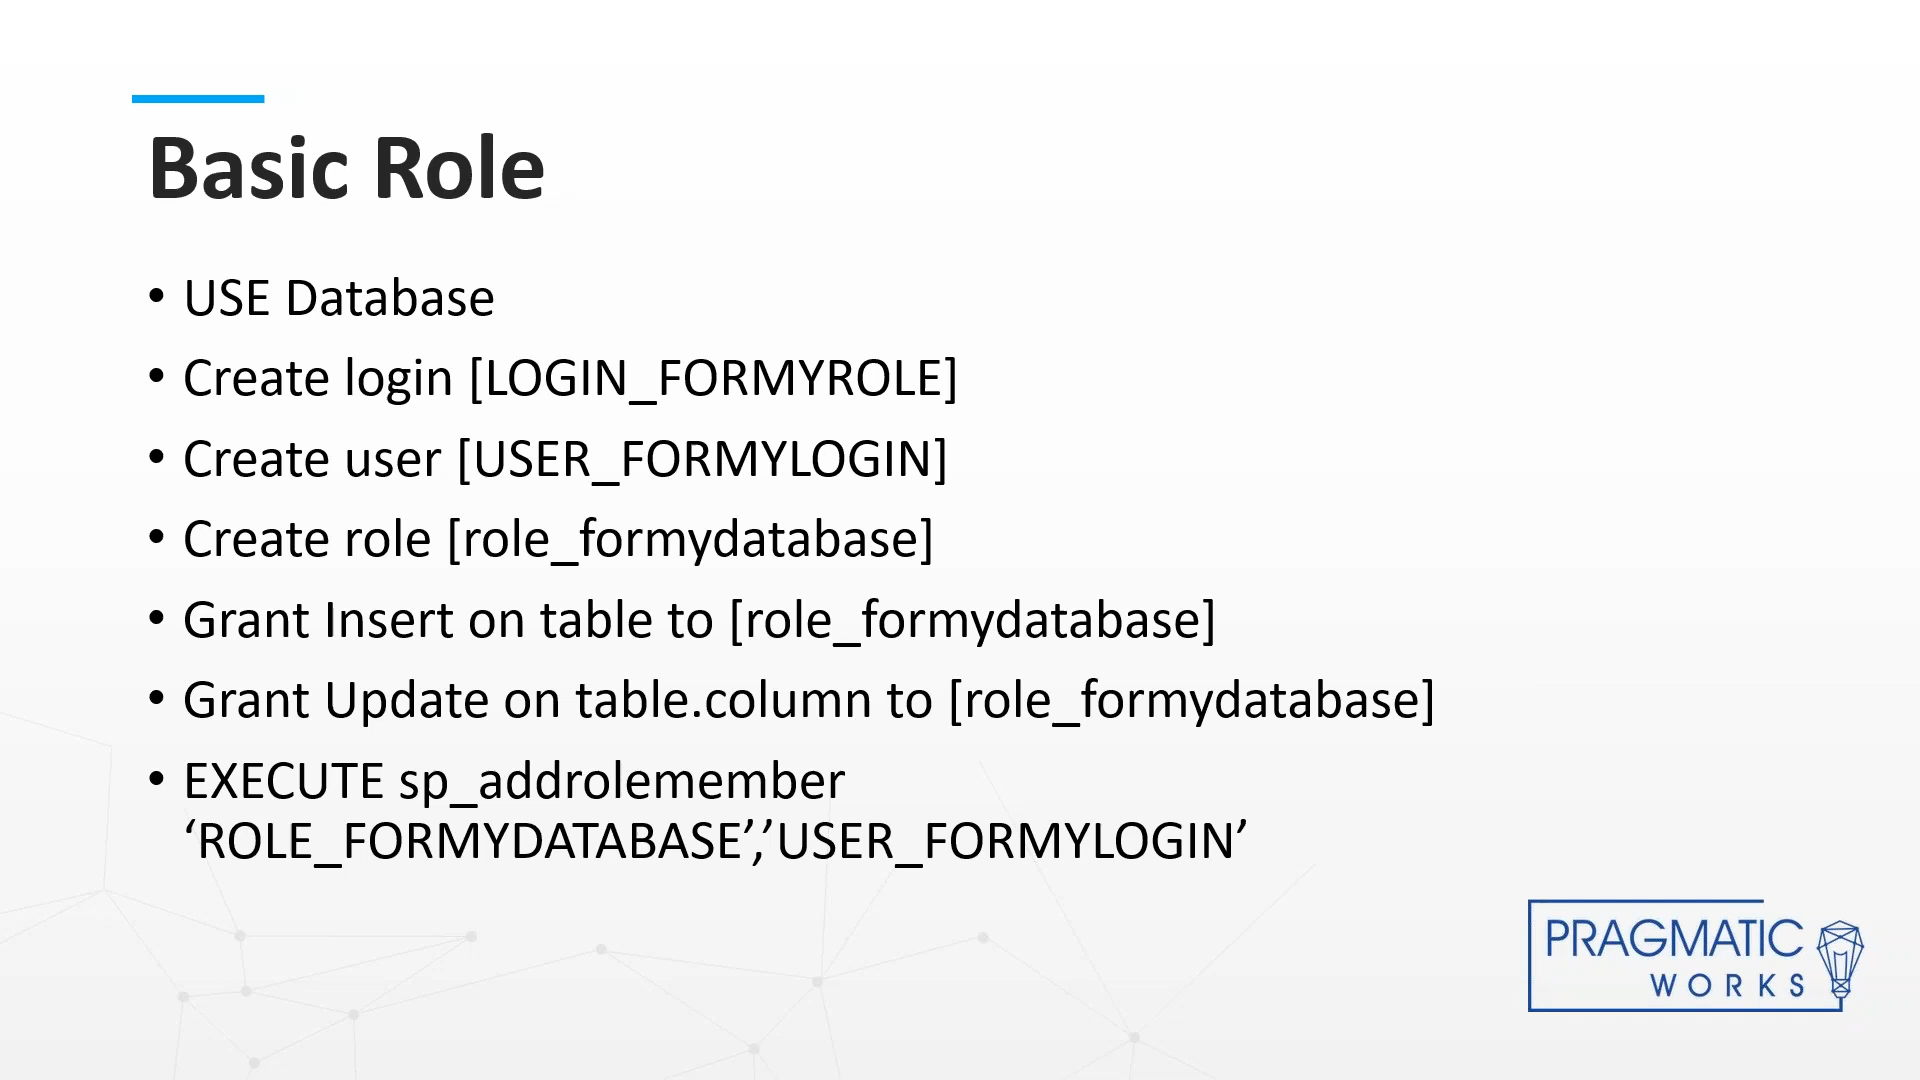 Basic Role
• USE Database
• Create login [LOGIN_FORMYROLE]
• Create user [USER_FORMYLOGIN]
• Create role [role_formydatabase]
• Grant Insert on table to [role_formydatabase]
• Grant Update on table.column to [role_formydatabase]
• EXECUTE sp_addrolemember
‘ROLE_FORMYDATABASE’,’USER_FORMYLOGIN’
PRAGMATIC
WORKS